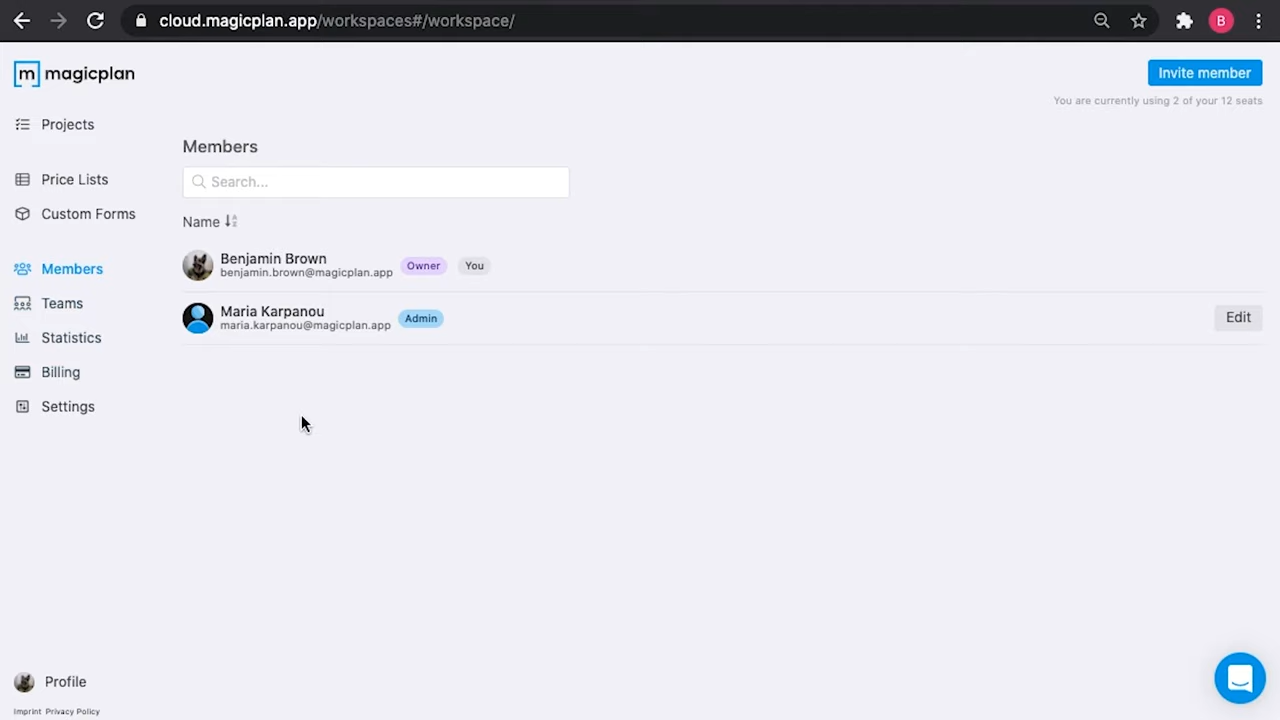 cloud.magicplan.app/workspaces#/workspace/
B
m magicplan
Invite member
You are currently using 2 of your 12 seats
Projects
Price Lists
Custom Forms
Members
Teams
Statistics
Billing
Settings
Members
Search...
Name
Benjamin Brown
benjamin.brown@magicplan.app
Owner
You
Maria Karpanou
maria.karpanou@magicplan.app
Admin
Edit
Profile
Imprint Privacy Policy